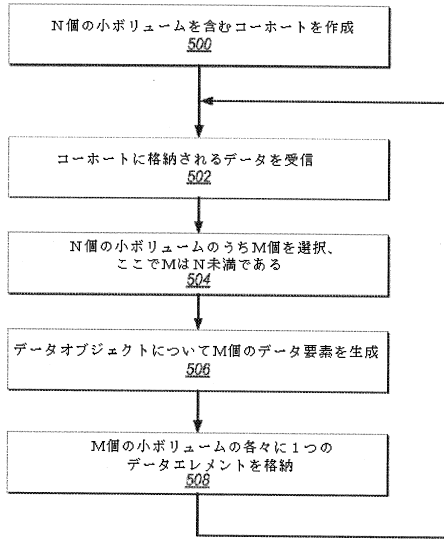 N個の小ボリュームを含むコーホートを作成
500
コーホートに格納されるデータを受信
502
N個の小ボリュームのうちM個を選択、
ここでMはN未満である
504
データオブジェクトについてM個のデータ要素を生成
506
M個の小ボリュームの各々に1つの
データエレメントを格納
508